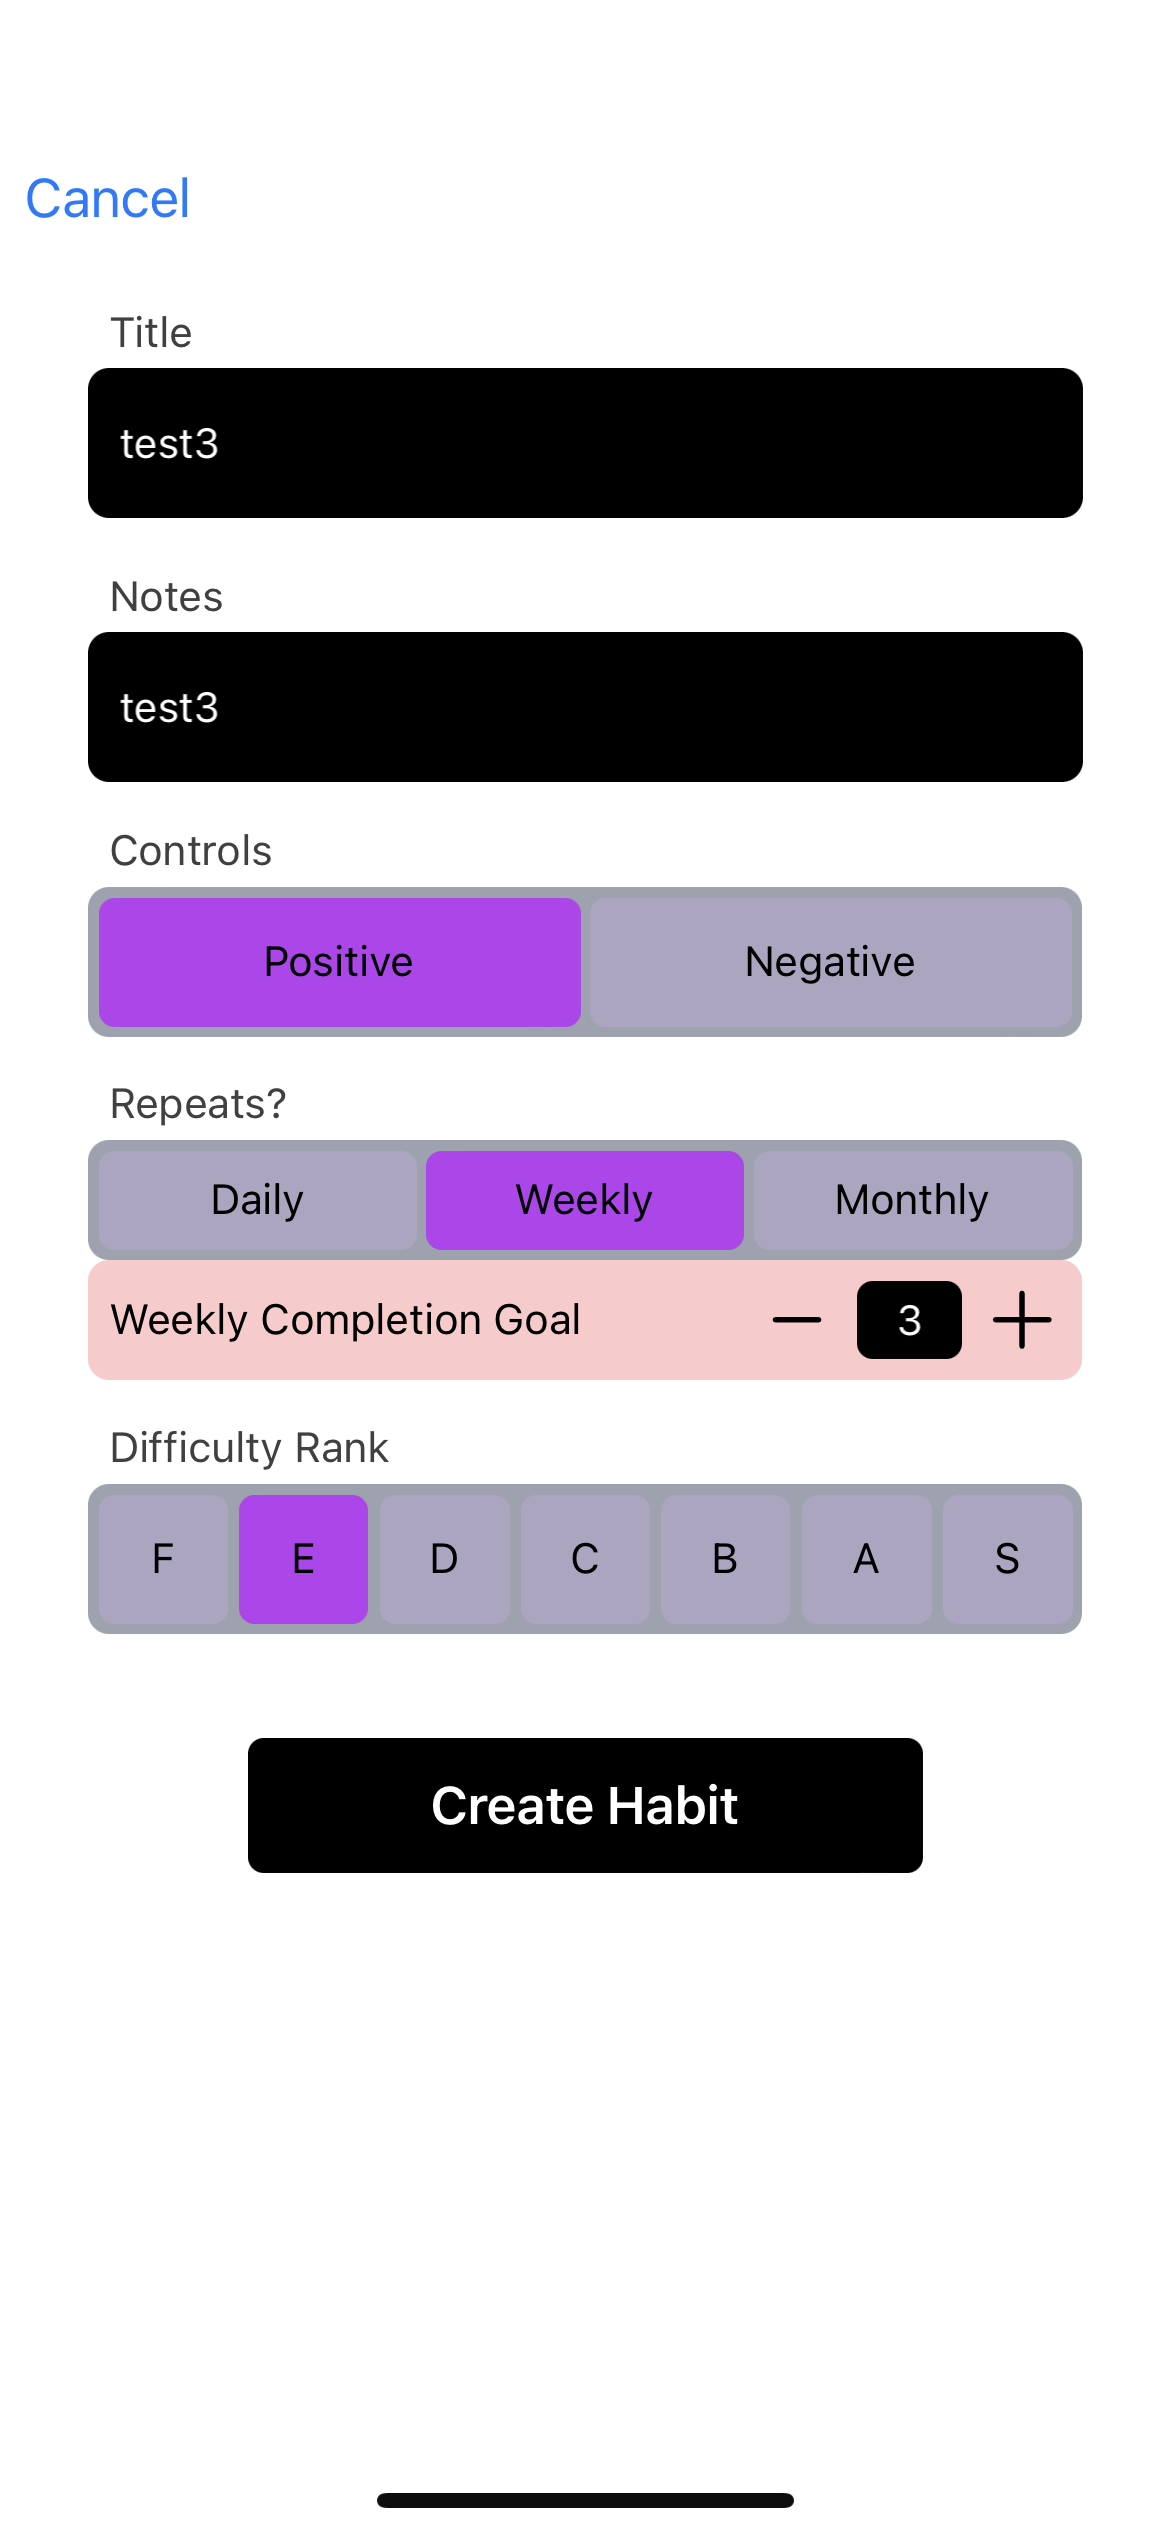 Cancel
Title
test3
Notes
test3
Controls
Positive Negative
Repeats?
Daily Weekly Monthly
Weekly Completion Goal 3
Difficulty Rank
F E D C B A S
Create Habit